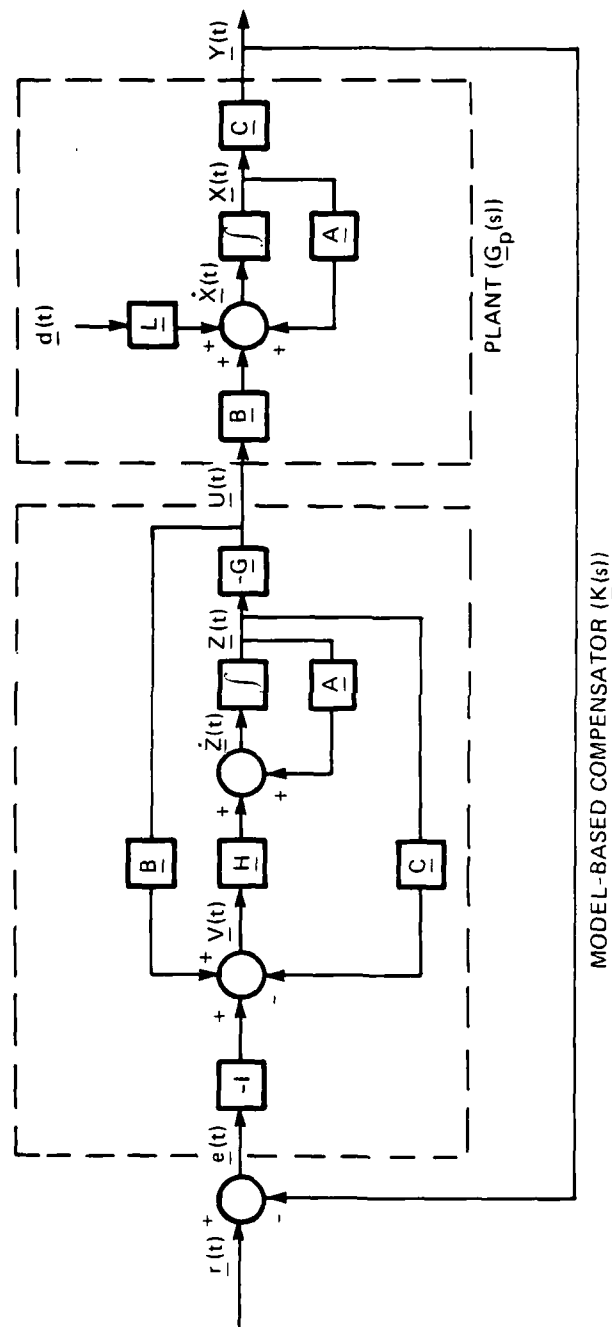 r(t)
+
-
e(t)
-I
+
+
-
V(t)
B
H
C
+
+
Ż(t)
∫
A
Z(t)
-G
U(t)
B
d(t)
L
+
+
+
Ẋ(t)
∫
A
X(t)
C
Y(t)
PLANT (G_p(s))
MODEL-BASED COMPENSATOR (K(s))